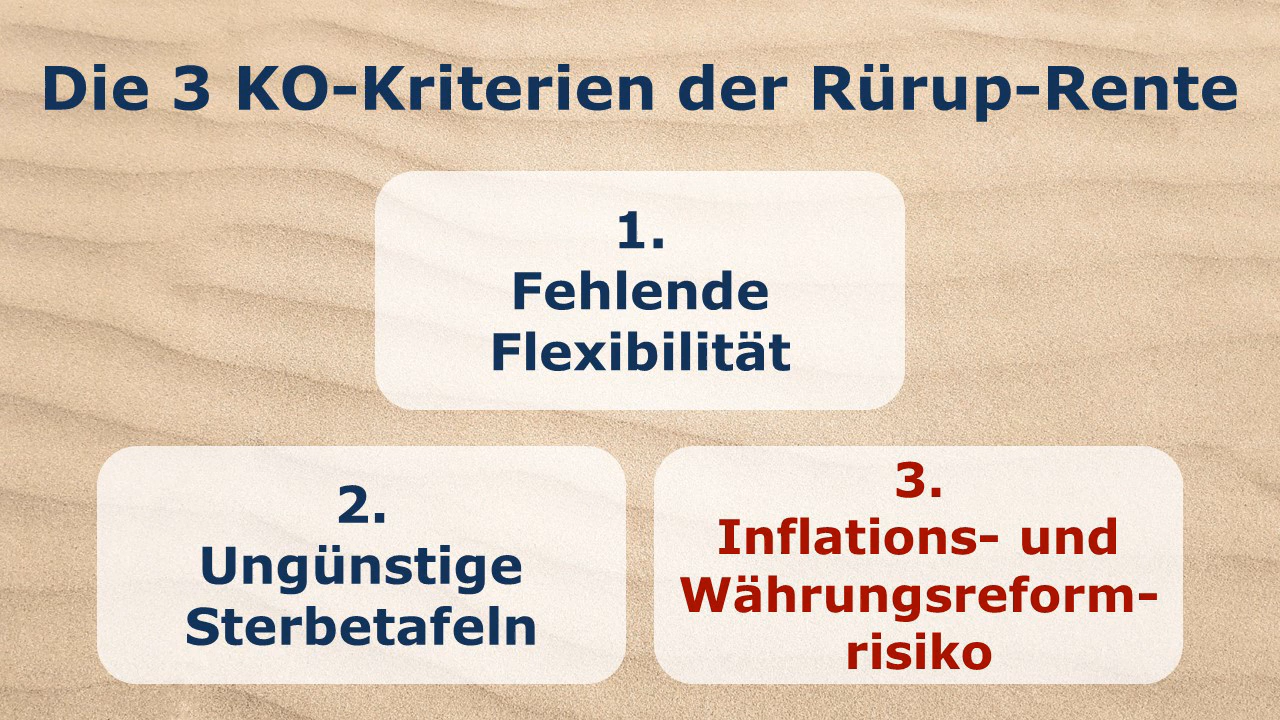 Die 3 KO-Kriterien der Rürup-Rente
1.
Fehlende
Flexibilität
2.
Ungünstige
Sterbetafeln
3.
Inflations- und
Währungsreform-
risiko